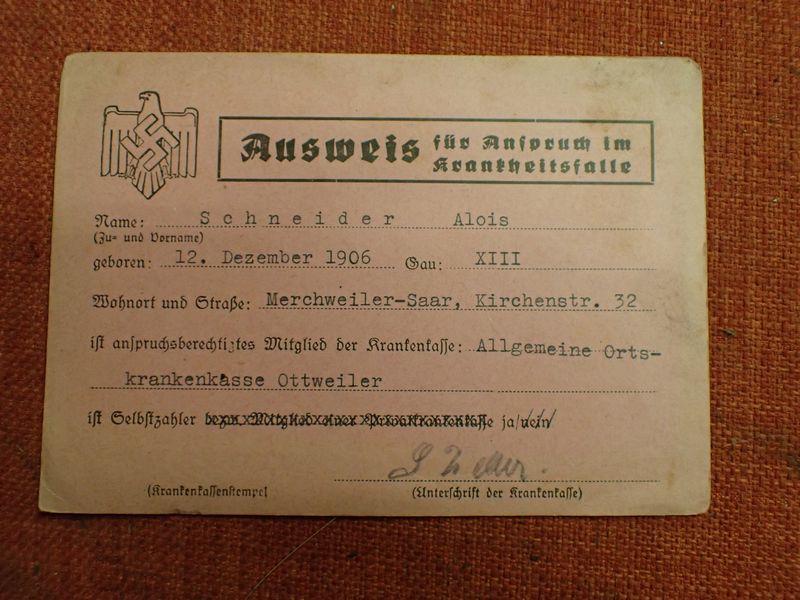 Ausweis für Anspruch im
Krankheitsfalle
Name: Schneider Alois
(Zu= und Vorname)
geboren: 12. Dezember 1906 Gau: XIII
Wohnort und Straße: Merchweiler-Saar, Kirchenstr. 32
ist anspruchsberechtigtes Mitglied der Krankenkasse: Allgemeine Orts-
krankenkasse Ottweiler
ist Selbstzahler bezw. Mitglied einer Privatkrankenkasse ja/nein
(Krankenkassenstempel (Unterschrift der Krankenkasse)